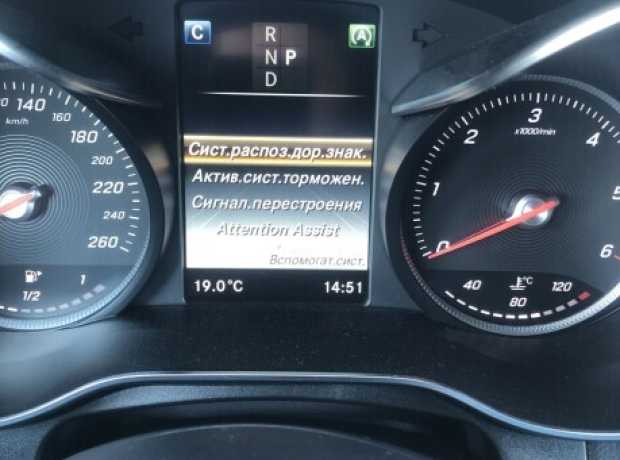 C
R
N P
D
A
120 140 160
km/h
180
200
220
240
260
1/2
1
Сист.распоз.дор.знак.
Актив.сист.торможен.
Сигнал.перестроения
Attention Assist
Вспомогат.сист.
19.0°C
14:51
0
1
2
3
4
5
6
x1000/min
40
80
°C
120